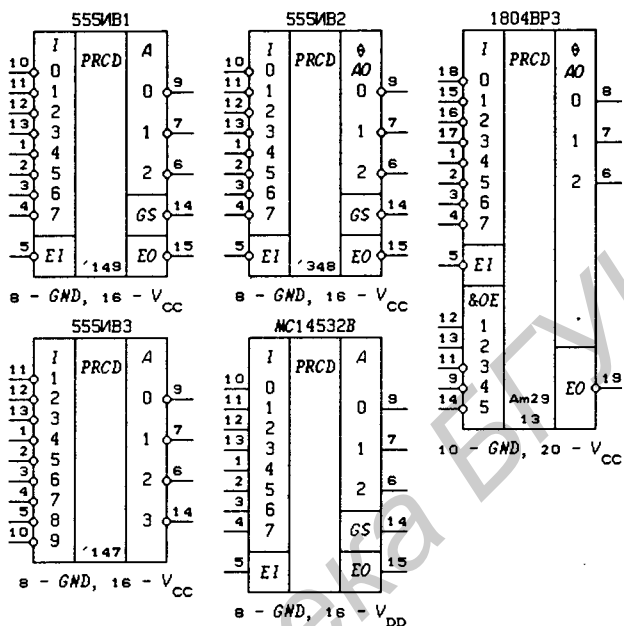 555ИВ1
I
PRCD
A
10 0
11 1
12 2
13 3
1 4
2 5
3 6
4 7
5 EI
0 9
1 7
2 6
GS 14
EO 15
'149
8 - GND, 16 - VCC
555ИВ2
I
PRCD
AO
10 0
11 1
12 2
13 3
1 4
2 5
3 6
4 7
5 EI
0 9
1 7
2 6
GS 14
EO 15
'348
8 - GND, 16 - VCC
1804ВР3
I
PRCD
AO
18 0
15 1
16 2
17 3
1 4
2 5
3 6
4 7
5 EI
&OE
12 1
13 2
11 3
9 4
14 5
0 8
1 7
2 6
EO 19
Am29
13
10 - GND, 20 - VCC
555ИВ3
I
PRCD
A
11 1
12 2
13 3
1 4
2 5
3 6
4 7
5 8
10 9
0 9
1 7
2 6
3 14
'147
8 - GND, 16 - VCC
MC14532B
I
PRCD
A
10 0
11 1
12 2
13 3
1 4
2 5
3 6
4 7
5 EI
0 9
1 7
2 6
GS 14
EO 15
8 - GND, 16 - VDD